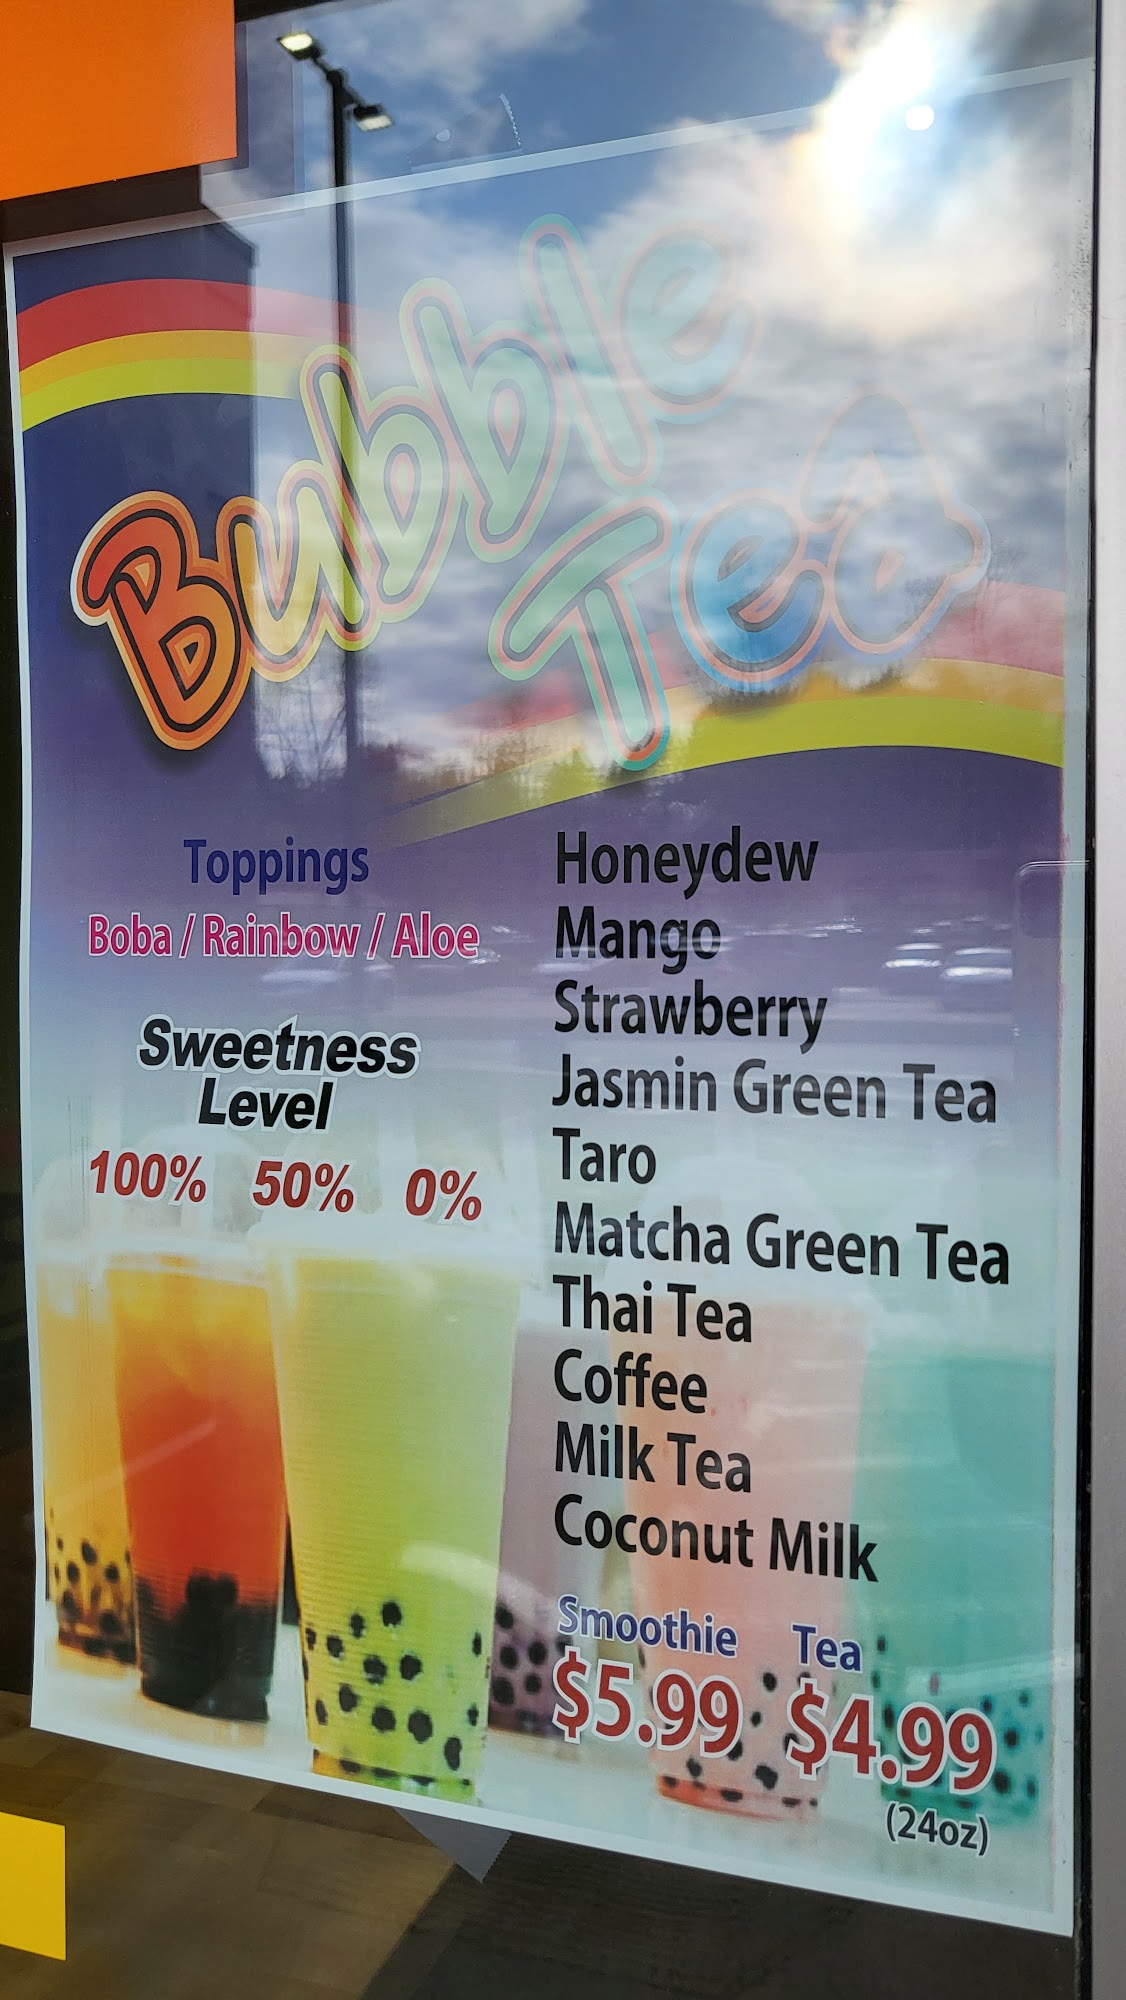 Bubble
Tea
Toppings
Boba / Rainbow / Aloe
Sweetness
Level
100% 50% 0%
Honeydew
Mango
Strawberry
Jasmin Green Tea
Taro
Matcha Green Tea
Thai Tea
Coffee
Milk Tea
Coconut Milk
Smoothie Tea
$5.99 $4.99
(24oz)